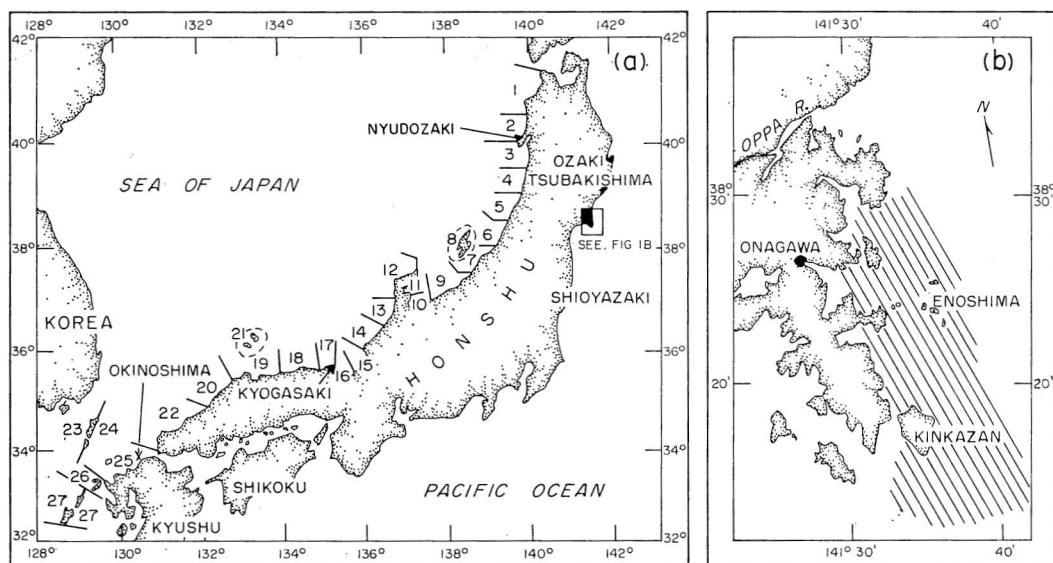 128° 130° 132° 134° 136° 138° 140° 142°
42°
42°
(a)
1
NYUDOZAKI
2
40°
40°
3
OZAKI
SEA OF JAPAN
4
TSUBAKISHIMA
5
8
6
SEE, FIG 1B
38°
38°
7
12
11
9
10
SHIOYAZAKI
13
KOREA
HONSHU
21
14
17
36°
36°
19
18
16
15
OKINOSHIMA
20
KYOGASAKI
22
23
24
34°
34°
25
26
SHIKOKU
27
27
PACIFIC OCEAN
KYUSHU
32°
32°
128° 130° 132° 134° 136° 138° 140° 142°
141° 30' 40'
(b)
N
OPPA R.
38°
30'
38°
30'
ONAGAWA
ENOSHIMA
20'
20'
KINKAZAN
141° 30' 40'